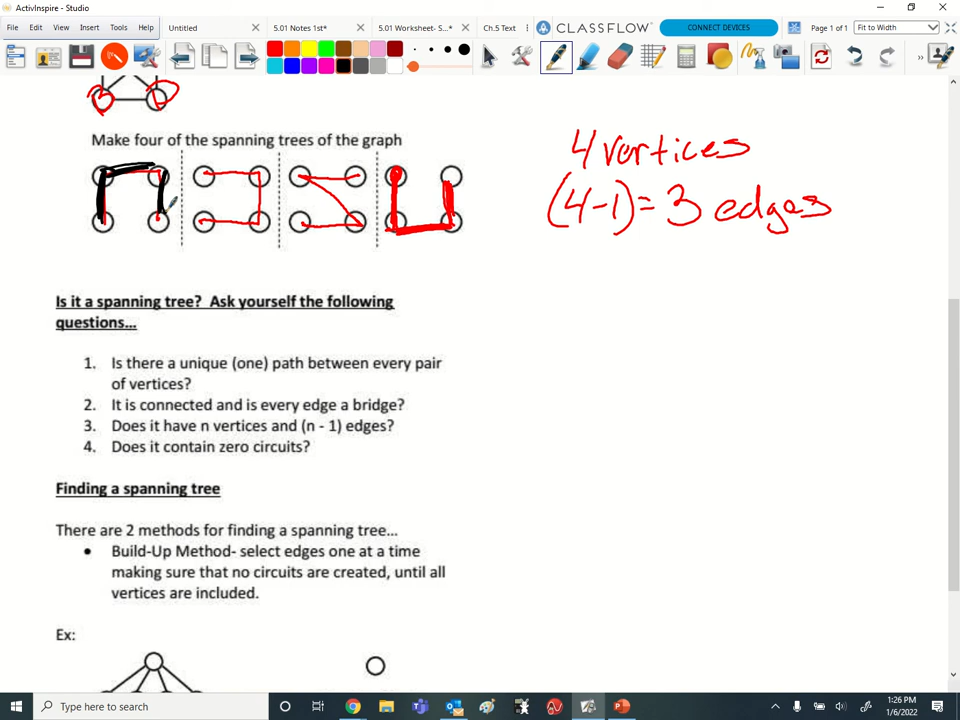 ActivInspire - Studio
File Edit View Insert Tools Help
Untitled
5.01 Notes 1st*
5.01 Worksheet- S...*
Ch.5 Text
CLASSFLOW
CONNECT DEVICES
Page 1 of 1
Fit to Width
Make four of the spanning trees of the graph
4 vertices
(4-1)= 3 edges
Is it a spanning tree? Ask yourself the following
questions...
1. Is there a unique (one) path between every pair
of vertices?
2. It is connected and is every edge a bridge?
3. Does it have n vertices and (n - 1) edges?
4. Does it contain zero circuits?
Finding a spanning tree
There are 2 methods for finding a spanning tree...
• Build-Up Method- select edges one at a time
making sure that no circuits are created, until all
vertices are included.
Ex:
Type here to search
1:26 PM
1/6/2022